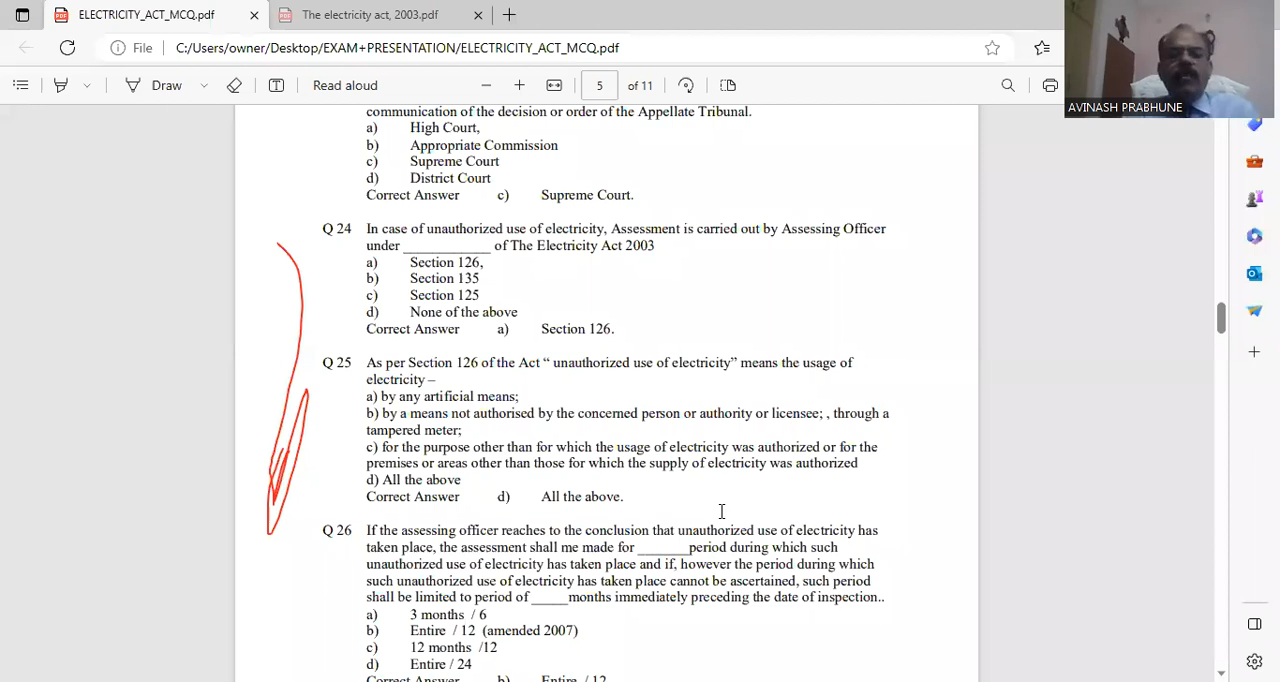 ELECTRICITY_ACT_MCQ.pdf
The electricity act, 2003.pdf
File
C:/Users/owner/Desktop/EXAM+PRESENTATION/ELECTRICITY_ACT_MCQ.pdf
Draw
Read aloud
5
of 11
AVINASH PRABHUNE
communication of the decision or order of the Appellate Tribunal.
a) High Court,
b) Appropriate Commission
c) Supreme Court
d) District Court
Correct Answer c) Supreme Court.
Q 24 In case of unauthorized use of electricity, Assessment is carried out by Assessing Officer
under ___________ of The Electricity Act 2003
a) Section 126,
b) Section 135
c) Section 125
d) None of the above
Correct Answer a) Section 126.
Q 25 As per Section 126 of the Act “ unauthorized use of electricity” means the usage of
electricity –
a) by any artificial means;
b) by a means not authorised by the concerned person or authority or licensee; , through a
tampered meter;
c) for the purpose other than for which the usage of electricity was authorized or for the
premises or areas other than those for which the supply of electricity was authorized
d) All the above
Correct Answer d) All the above.
Q 26 If the assessing officer reaches to the conclusion that unauthorized use of electricity has
taken place, the assessment shall me made for _______period during which such
unauthorized use of electricity has taken place and if, however the period during which
such unauthorized use of electricity has taken place cannot be ascertained, such period
shall be limited to period of _____months immediately preceding the date of inspection..
a) 3 months / 6
b) Entire / 12 (amended 2007)
c) 12 months /12
d) Entire / 24
Correct Answer b) Entire / 12